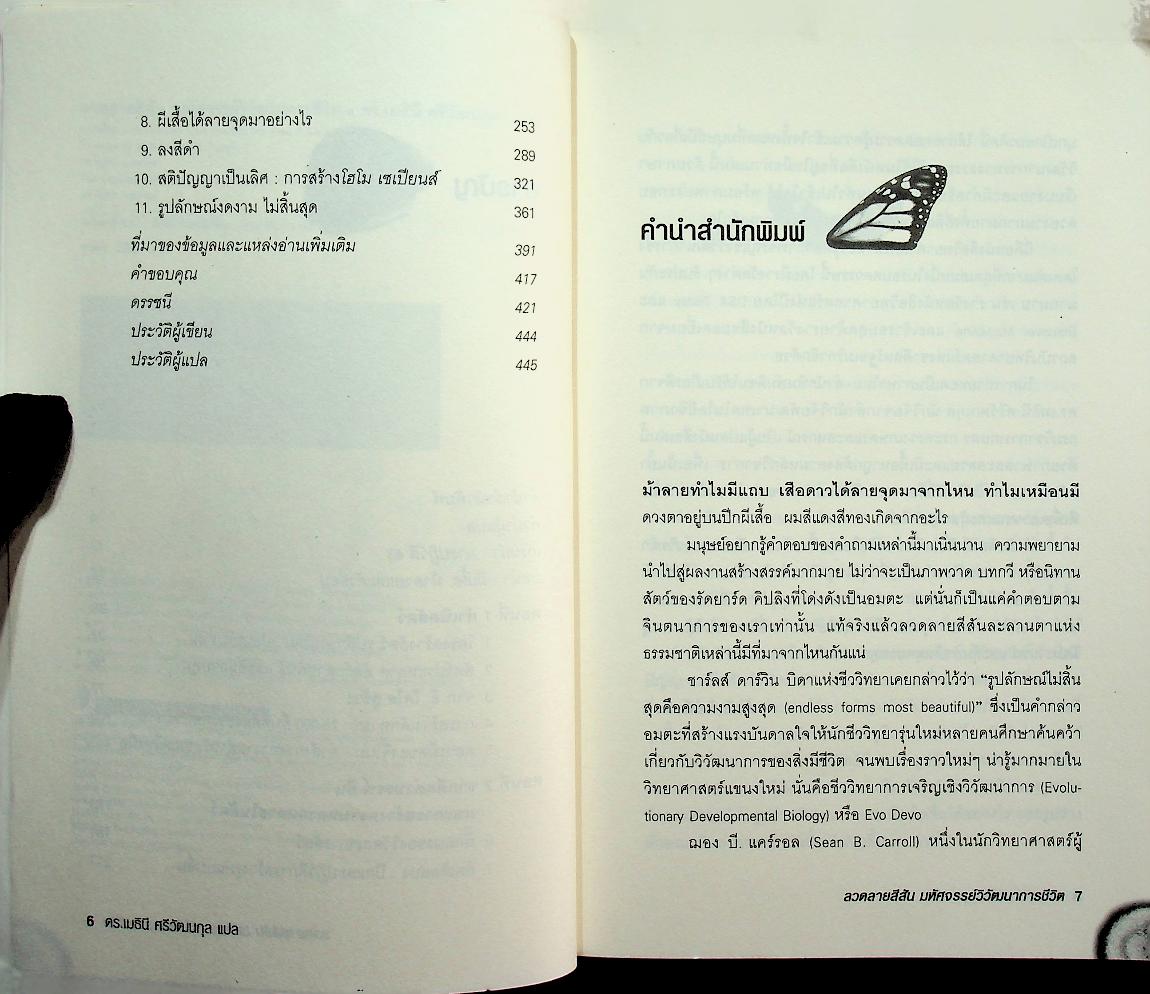 8. ผีเสื้อได้ลายจุดมาอย่างไร 253
9. ลงสีดำ 289
10. สติปัญญาเป็นเลิศ : การสร้างโฮโม เซเปียนส์ 321
11. รูปลักษณ์งดงาม ไม่สิ้นสุด 361
ที่มาของข้อมูลและแหล่งอ่านเพิ่มเติม 391
คำขอบคุณ 417
ดรรชนี 421
ประวัติผู้เขียน 444
ประวัติผู้แปล 445
6 ดร.เมธินี ศรีวัฒนกุล แปล
คำนำสำนักพิมพ์
ม้าลายทำไมมีแถบ เสือดาวได้ลายจุดมาจากไหน ทำไมเหมือนมี
ดวงตาอยู่บนปีกผีเสื้อ ผมสีแดงสีทองเกิดจากอะไร
มนุษย์อยากรู้คำตอบของคำถามเหล่านี้มาเนิ่นนาน ความพยายาม
นำไปสู่ผลงานสร้างสรรค์มากมาย ไม่ว่าจะเป็นภาพวาด บทกวี หรือนิทาน
สัตว์ของรัดยาร์ด คิปลิงที่โด่งดังเป็นอมตะ แต่นั่นก็เป็นแค่คำตอบตาม
จินตนาการของเราเท่านั้น แท้จริงแล้วลวดลายสีสันละลานตาแห่ง
ธรรมชาติเหล่านี้มีที่มาจากไหนกันแน่
ชาร์ลส์ ดาร์วิน บิดาแห่งชีววิทยาเคยกล่าวไว้ว่า “รูปลักษณ์ไม่สิ้น
สุดคือความงามสูงสุด (endless forms most beautiful)” ซึ่งเป็นคำกล่าว
อมตะที่สร้างแรงบันดาลใจให้นักชีววิทยารุ่นใหม่หลายคนศึกษาค้นคว้า
เกี่ยวกับวิวัฒนาการของสิ่งมีชีวิต จนพบเรื่องราวใหม่ๆ น่ารู้มากมายใน
วิทยาศาสตร์แขนงใหม่ นั่นคือชีววิทยาการเจริญเชิงวิวัฒนาการ (Evolu-
tionary Developmental Biology) หรือ Evo Devo
ฌอง บี. แคร์รอล (Sean B. Carroll) หนึ่งในนักวิทยาศาสตร์ผู้
ลวดลายสีสัน มหัศจรรย์วิวัฒนาการชีวิต 7